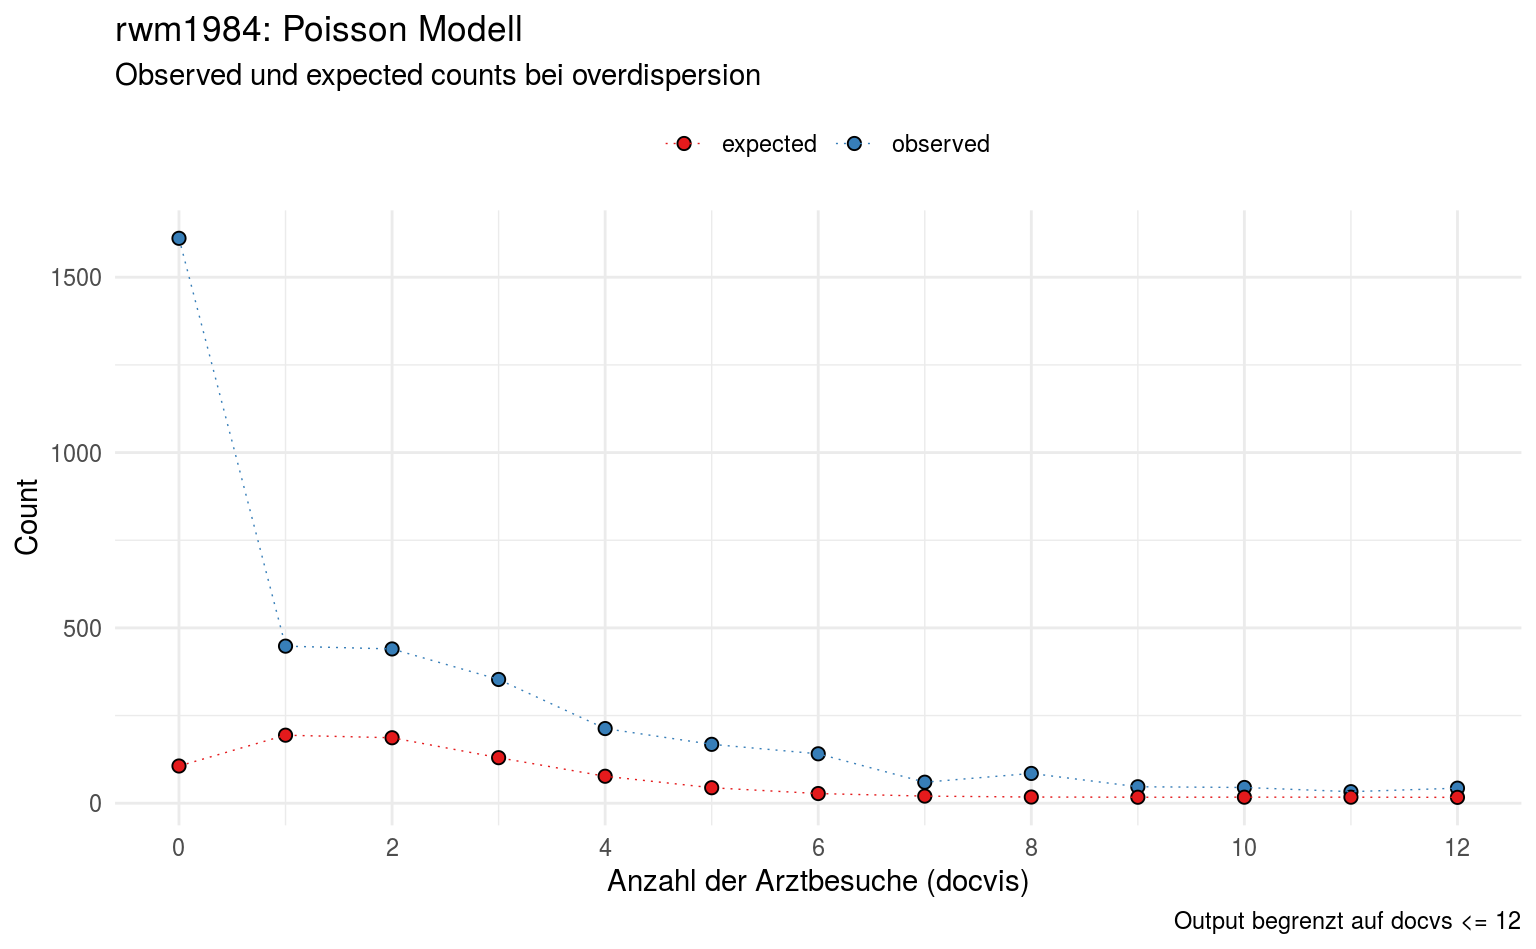 rwm1984: Poisson Modell
Observed und expected counts bei overdispersion
expected observed
1500
1000
500
0
Count
0 2 4 6 8 10 12
Anzahl der Arztbesuche (docvis)
Output begrenzt auf docvs <= 12